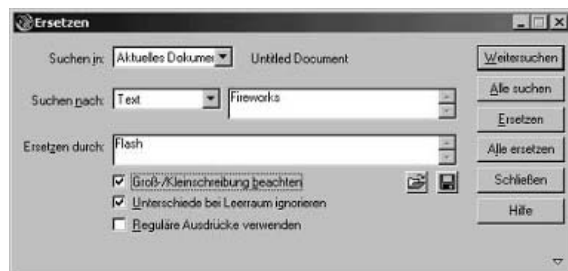 Ersetzen
Suchen in: Aktuelles Dokumen Untitled Document Weitersuchen
Alle suchen
Suchen nach: Text Fireworks
Ersetzen
Ersetzen durch: Flash
Alle ersetzen
Groß-/Kleinschreibung beachten Schließen
Unterschiede bei Leerraum ignorieren
Hilfe
Reguläre Ausdrücke verwenden